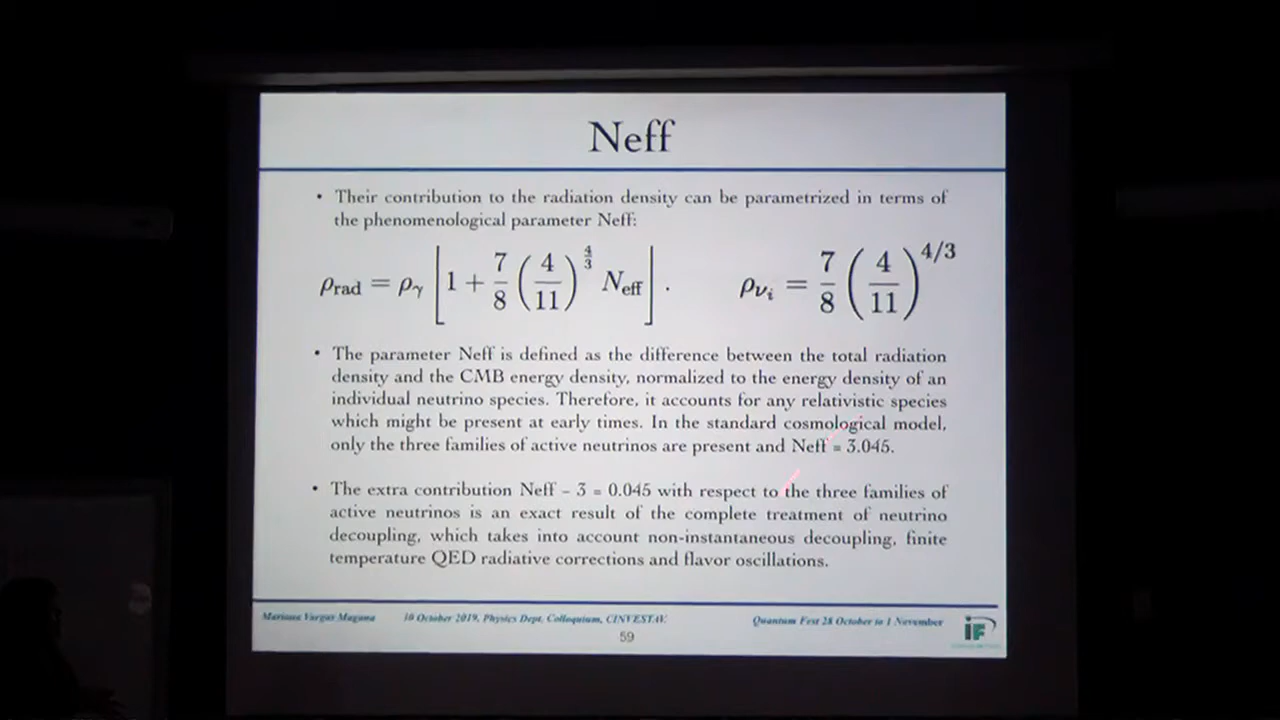 Neff
• Their contribution to the radiation density can be parametrized in terms of
the phenomenological parameter Neff:
ρrad = ργ [1 + 7/8 (4/11)^4/3 Neff] . ρνi = 7/8 (4/11)^4/3
• The parameter Neff is defined as the difference between the total radiation
density and the CMB energy density, normalized to the energy density of an
individual neutrino species. Therefore, it accounts for any relativistic species
which might be present at early times. In the standard cosmological model,
only the three families of active neutrinos are present and Neff = 3.045.
• The extra contribution Neff – 3 = 0.045 with respect to the three families of
active neutrinos is an exact result of the complete treatment of neutrino
decoupling, which takes into account non-instantaneous decoupling, finite
temperature QED radiative corrections and flavor oscillations.
Mariana Vargas Magana 10 October 2019, Physics Dept. Colloquium, CINVESTAV. Quantum Fest 28 October to 1 November
59
iF